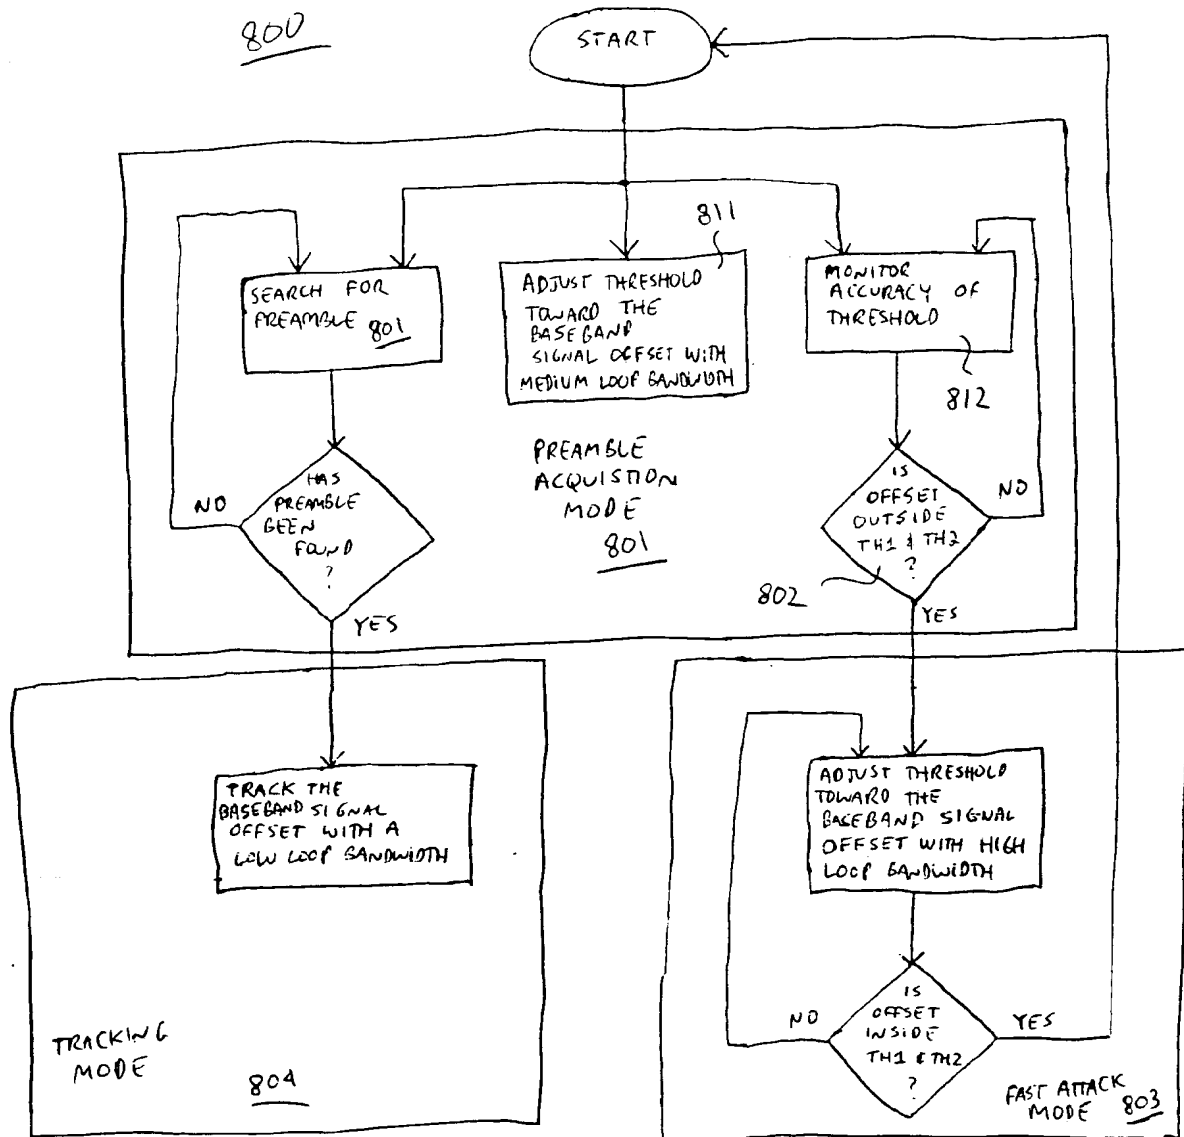 800
START
811
SEARCH FOR
PREAMBLE 801
ADJUST THRESHOLD
TOWARD THE
BASEBAND
SIGNAL OFFSET WITH
MEDIUM LOOP BANDWIDTH
MONITOR
ACCURACY OF
THRESHOLD
812
HAS
PREAMBLE
BEEN
FOUND
?
NO
YES
PREAMBLE
ACQUISTION
MODE
801
IS
OFFSET
OUTSIDE
TH1 & TH2
?
NO
802
YES
TRACK THE
BASEBAND SIGNAL
OFFSET WITH A
LOW LOOP BANDWIDTH
TRACKING
MODE
804
ADJUST THRESHOLD
TOWARD THE
BASEBAND SIGNAL
OFFSET WITH HIGH
LOOP BANDWIDTH
IS
OFFSET
INSIDE
TH1 & TH2
?
NO
YES
FAST ATTACK
MODE 803